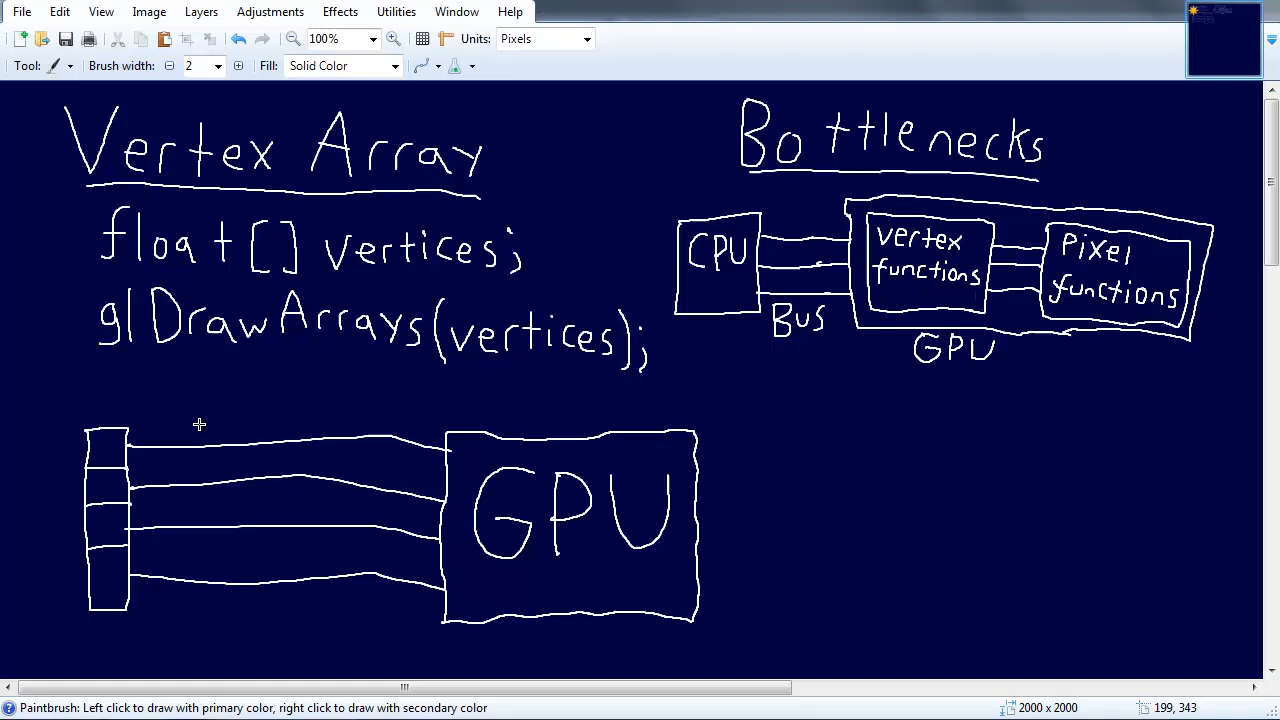 File Edit View Image Layers Adjustments Effects Utilities Window Help
100% Units: Pixels
Tool: Brush width: 2 Fill: Solid Color
Vertex Array
float [] vertices;
glDrawArrays(vertices);
GPU
Bottlenecks
CPU
Bus
vertex
functions
Pixel
functions
GPU
Paintbrush: Left click to draw with primary color, right click to draw with secondary color 2000 x 2000 199, 343